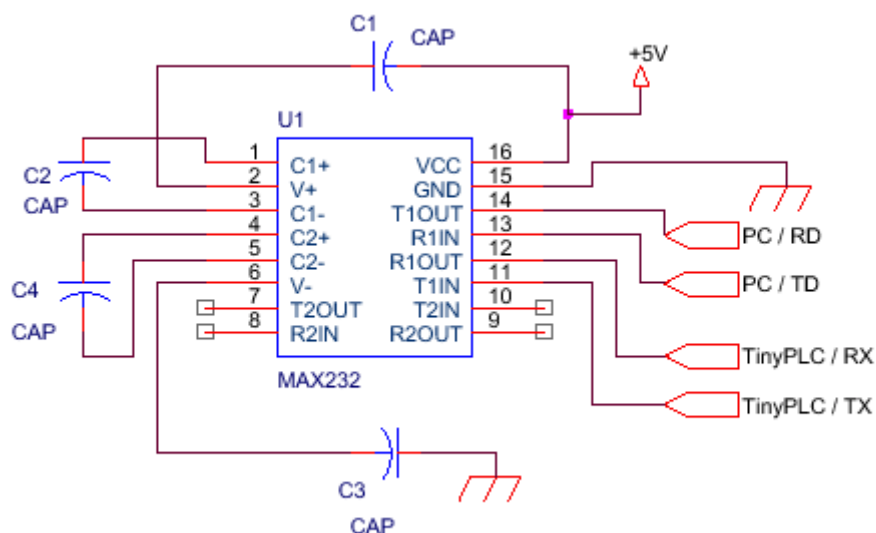 C1
CAP
+5V
U1
C2
CAP
1
C1+
VCC
16
2
V+
GND
15
3
C1-
T1OUT
14
4
C2+
R1IN
13
5
C2-
R1OUT
12
6
V-
T1IN
11
7
T2OUT
T2IN
10
8
R2IN
R2OUT
9
C4
CAP
MAX232
PC / RD
PC / TD
TinyPLC / RX
TinyPLC / TX
C3
CAP